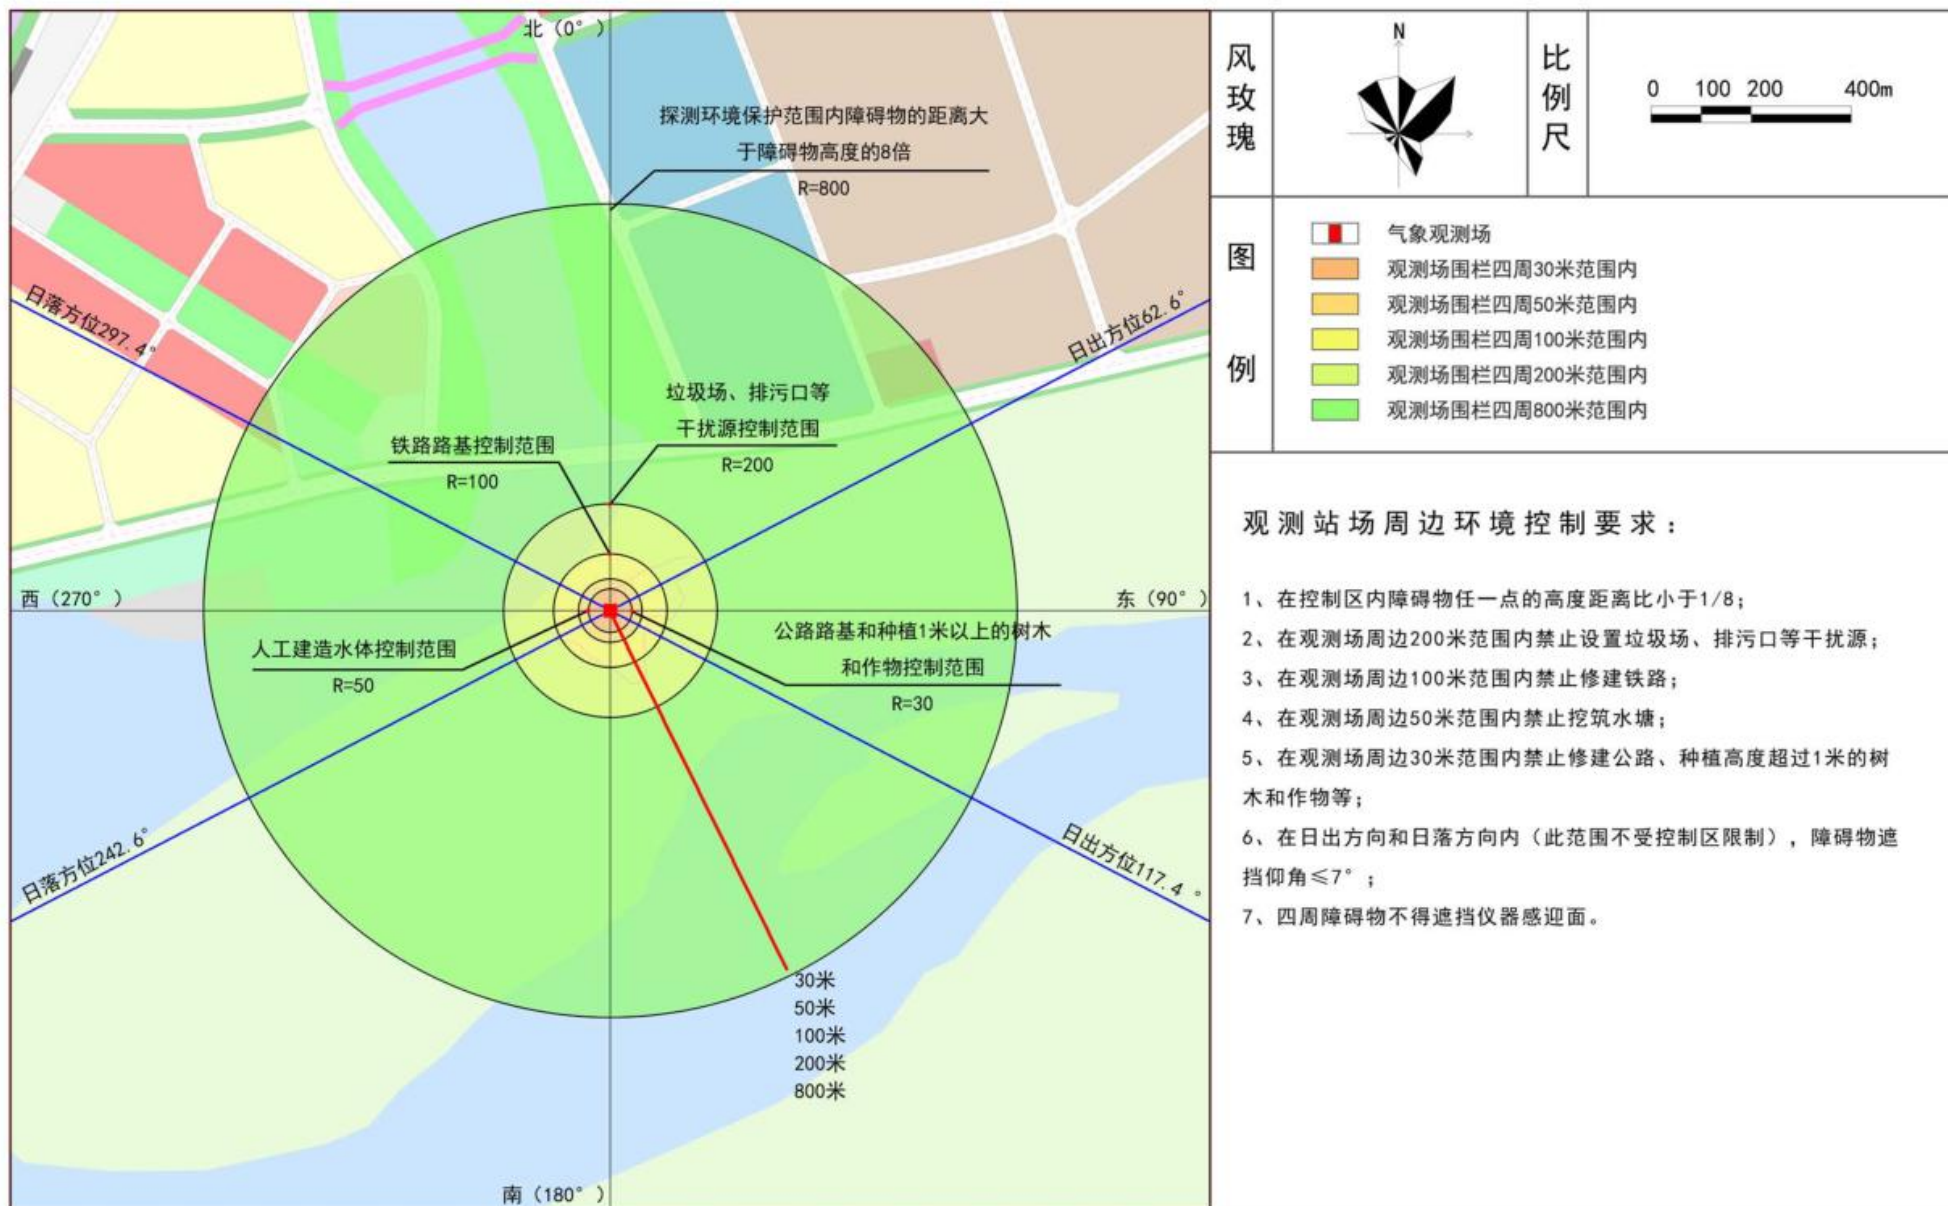 北（0°）
探测环境保护范围内障碍物的距离大
于障碍物高度的8倍
R=800
日落方位297.4°
日出方位62.6°
垃圾场、排污口等
干扰源控制范围
R=200
铁路路基控制范围
R=100
西（270°）
东（90°）
人工建造水体控制范围
R=50
公路路基和种植1米以上的树木
和作物控制范围
R=30
日落方位242.6°
日出方位117.4°
30米
50米
100米
200米
800米
南（180°）
风玫瑰
N
比例尺
0 100 200 400m
图例
气象观测场
观测场围栏四周30米范围内
观测场围栏四周50米范围内
观测场围栏四周100米范围内
观测场围栏四周200米范围内
观测场围栏四周800米范围内
观测站场周边环境控制要求：
1、在控制区内障碍物任一点的高度距离比小于1/8；
2、在观测场周边200米范围内禁止设置垃圾场、排污口等干扰源；
3、在观测场周边100米范围内禁止修建铁路；
4、在观测场周边50米范围内禁止挖筑水塘；
5、在观测场周边30米范围内禁止修建公路、种植高度超过1米的树
木和作物等；
6、在日出方向和日落方向内（此范围不受控制区限制），障碍物遮
挡仰角≤7°；
7、四周障碍物不得遮挡仪器感迎面。